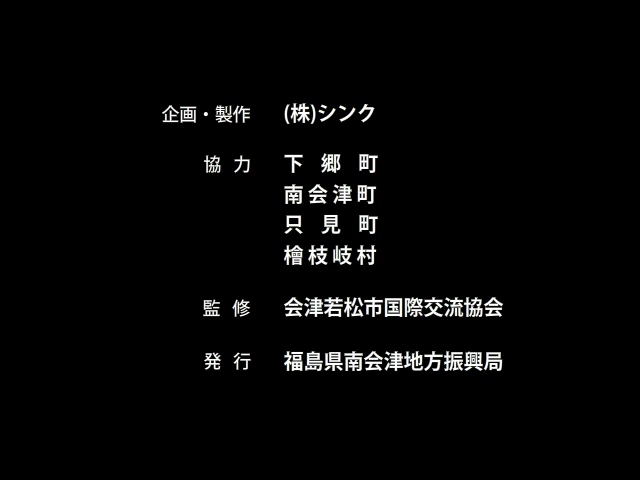 企画・製作 (株)シンク
協力 下郷町
南会津町
只見町
檜枝岐村
監修 会津若松市国際交流協会
発行 福島県南会津地方振興局